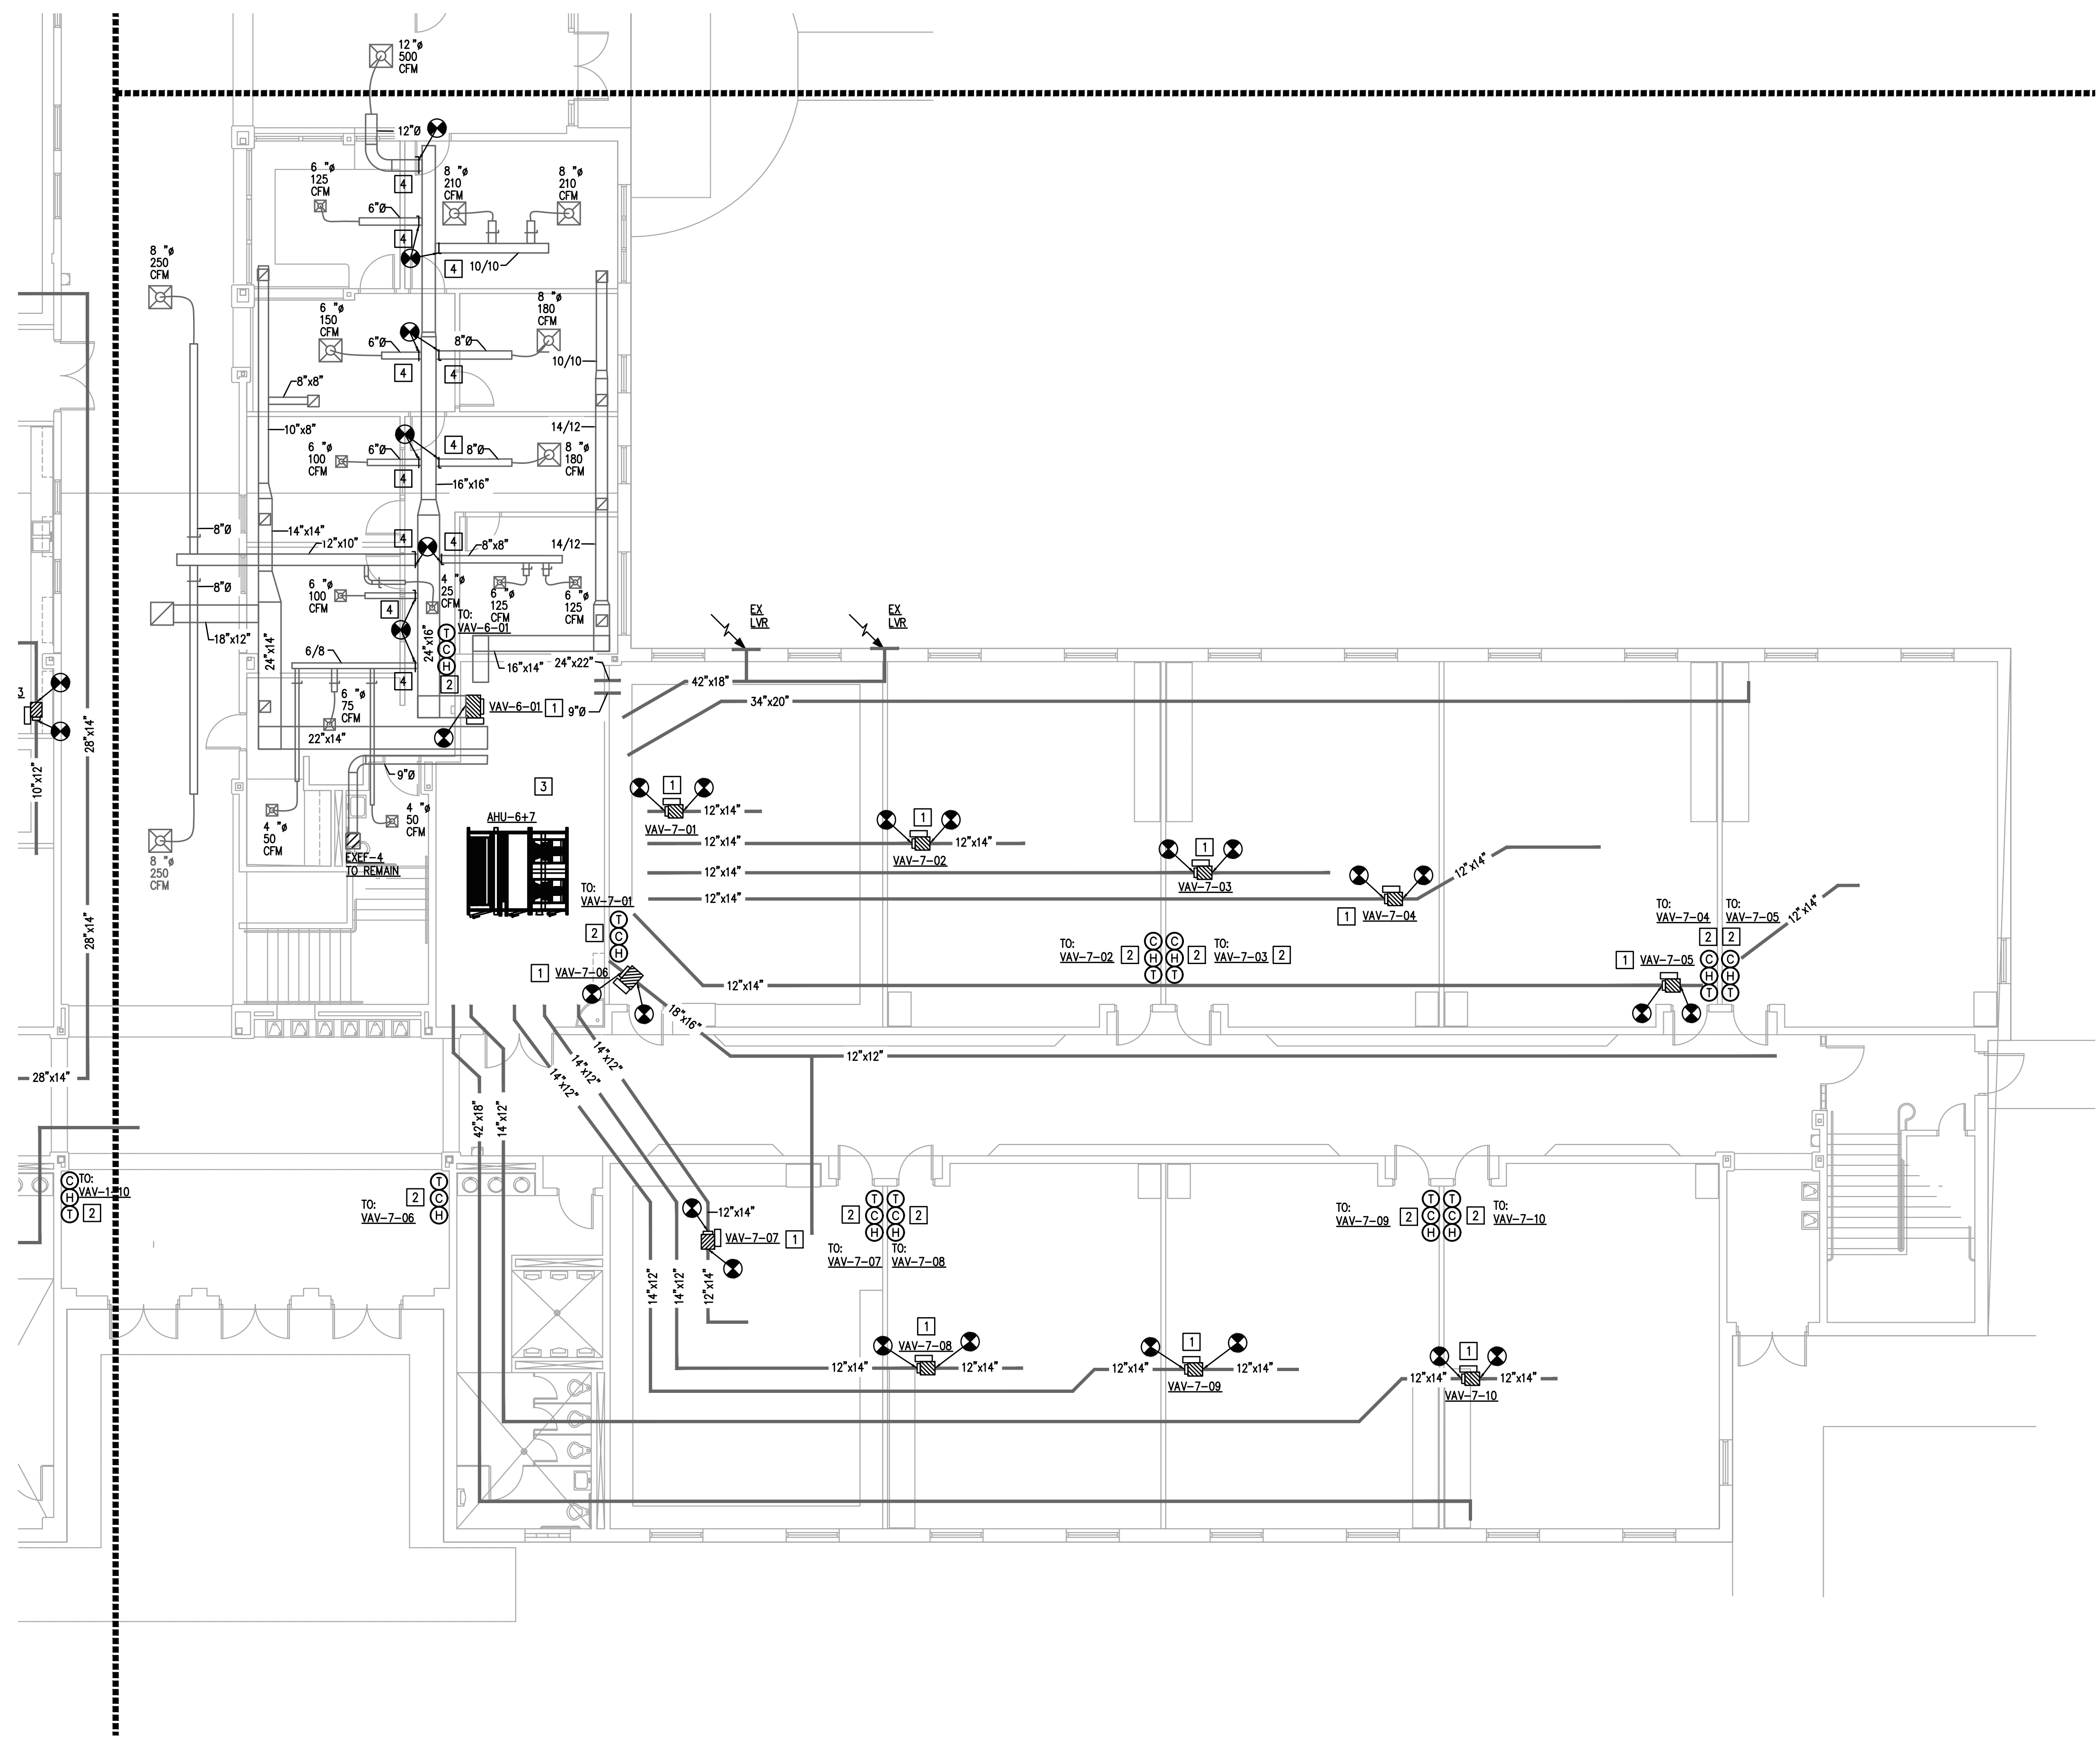 12"ø
500
CFM
12"Ø
4
6 "ø
125
CFM
8 "ø
210
CFM
8 "ø
210
CFM
6"Ø
4
4
10/10
8 "ø
250
CFM
6 "ø
150
CFM
8 "ø
180
CFM
6"Ø
8"Ø
10/10
4
4
8"x8"
10"x8"
14/12
4
6 "ø
100
CFM
6"Ø
8"Ø
8 "ø
180
CFM
4
16"x16"
8"Ø
14"x14"
12"x10"
4
4
8"x8"
14/12
8"Ø
6 "ø
100
CFM
4
4 "ø
25
CFM
6 "ø
125
CFM
6 "ø
125
CFM
TO:
VAV-6-01
T
C
H
2
18"x12"
24"x14"
24"x16"
6/8
4
16"x14"
24"x22"
EX
LVR
EX
LVR
42"x18"
34"x20"
6 "ø
75
CFM
22"x14"
VAV-6-01
1
9"Ø
9"Ø
3
28"x14"
10"x12"
3
AHU-6+7
4 "ø
50
CFM
4 "ø
50
CFM
EXEF-4
TO REMAIN
8 "ø
250
CFM
1
12"x14"
VAV-7-01
1
12"x14"
12"x14"
VAV-7-02
1
12"x14"
VAV-7-03
12"x14"
1
VAV-7-04
12"x14"
TO:
VAV-7-01
2
T
C
H
1
VAV-7-06
12"x14"
18"x16"
TO:
VAV-7-02
2
C
H
T
C
H
T
2
TO:
VAV-7-03
2
TO:
VAV-7-04
TO:
VAV-7-05
2
2
C
H
T
C
H
T
12"x14"
1
VAV-7-05
28"x14"
28"x14"
12"x12"
14"x12"
14"x12"
14"x12"
42"x18"
14"x12"
C
H
T
TO:
VAV-1-10
2
TO:
VAV-7-06
2
T
C
H
12"x14"
VAV-7-07
1
14"x12"
14"x12"
12"x14"
2
T
C
H
T
C
H
2
TO:
VAV-7-07
TO:
VAV-7-08
TO:
VAV-7-09
2
T
C
H
T
C
H
2
TO:
VAV-7-10
1
VAV-7-08
12"x14"
12"x14"
1
12"x14"
12"x14"
VAV-7-09
1
12"x14"
12"x14"
VAV-7-10